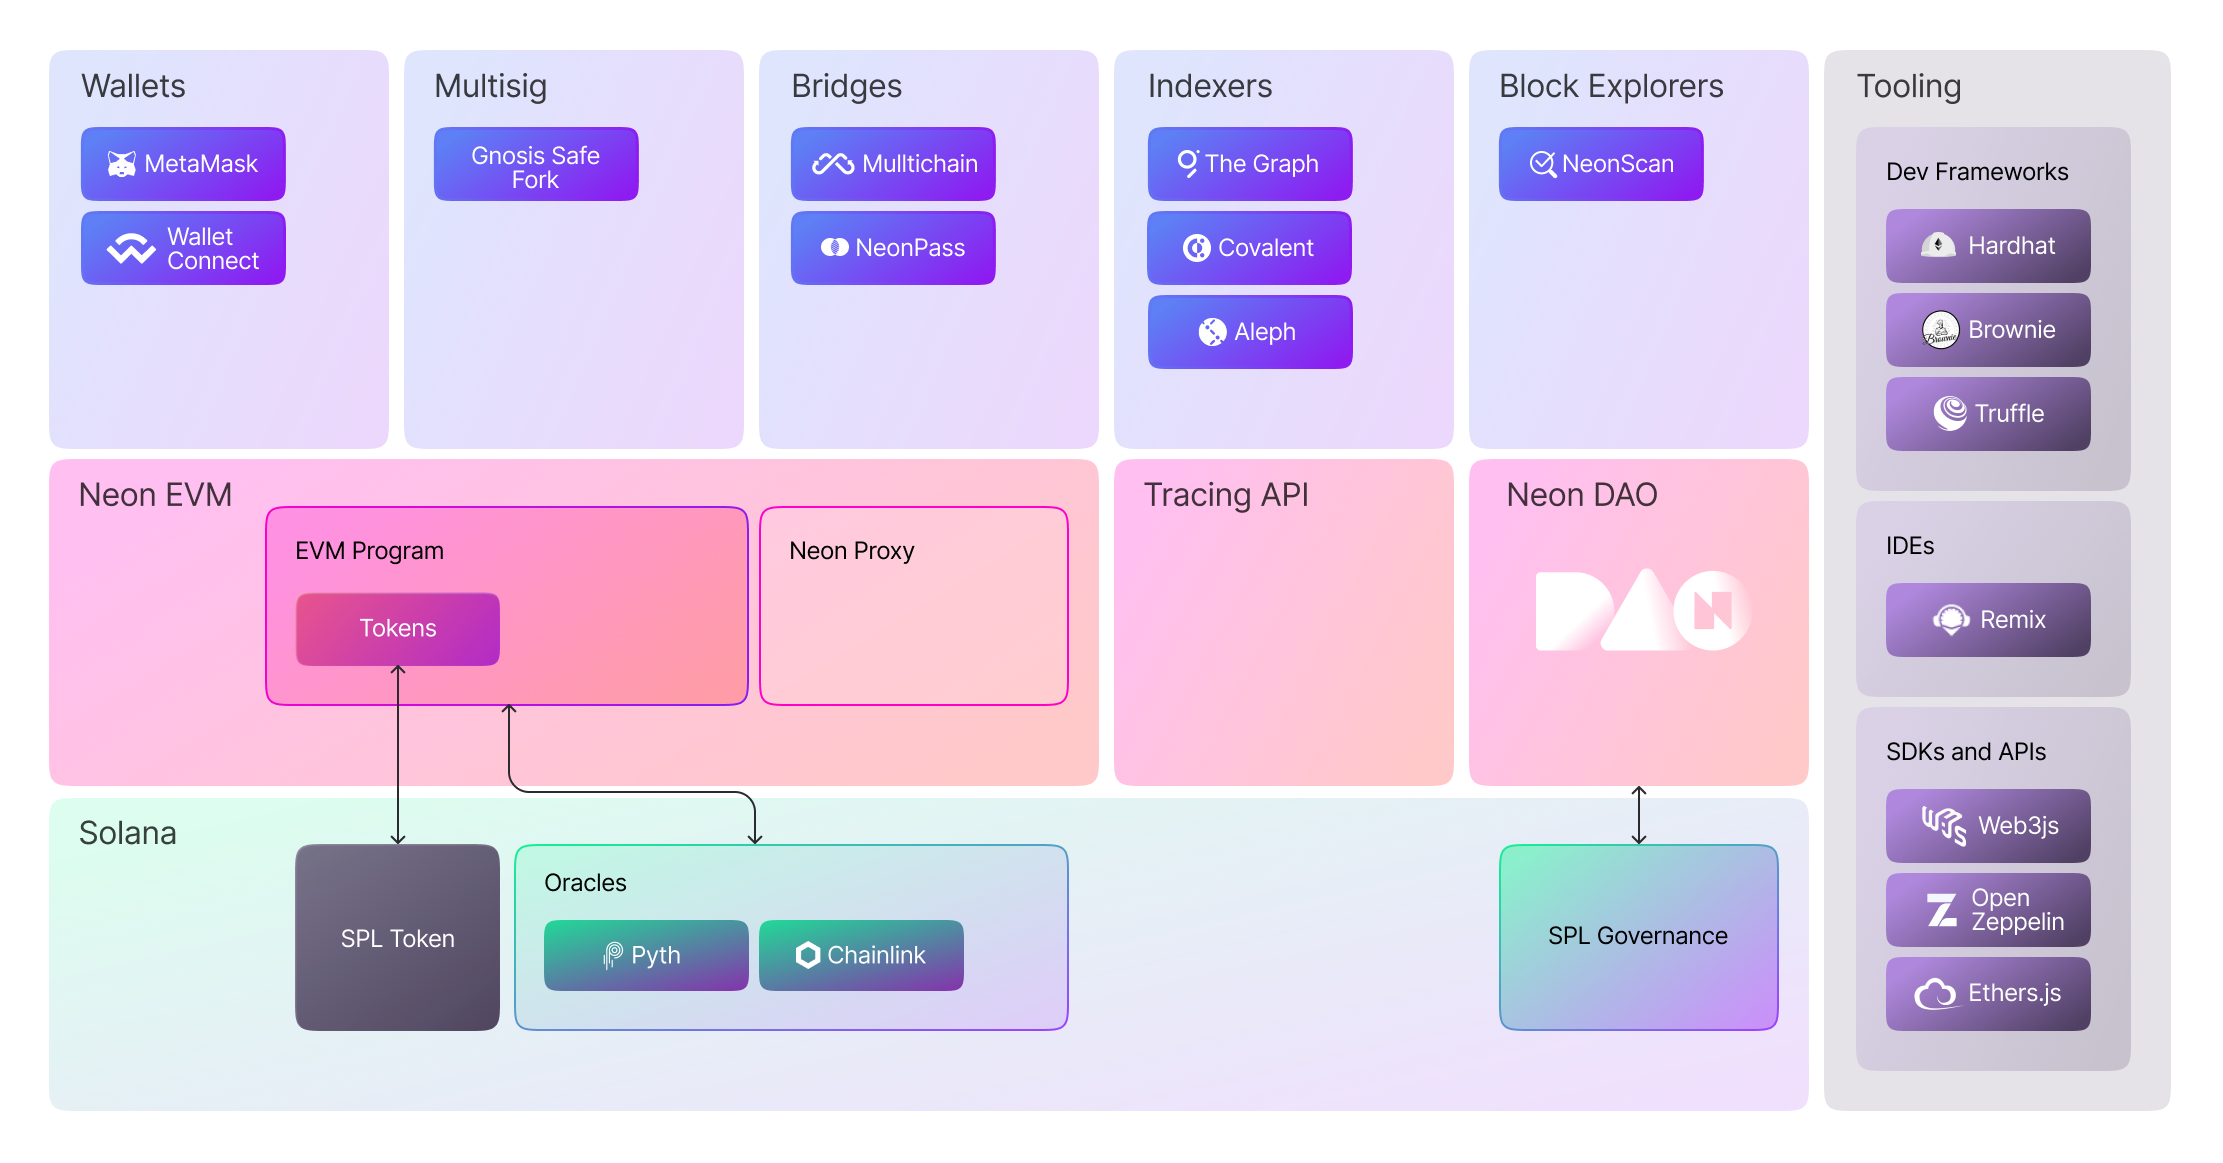 Wallets
MetaMask
Wallet
Connect
Multisig
Gnosis Safe
Fork
Bridges
Mulltichain
NeonPass
Indexers
The Graph
Covalent
Aleph
Block Explorers
NeonScan
Tooling
Dev Frameworks
Hardhat
Brownie
Brownie
Truffle
IDEs
Remix
SDKs and APIs
Web3js
Open
Zeppelin
Ethers.js
Neon EVM
EVM Program
Tokens
Neon Proxy
Tracing API
Neon DAO
DAO
N
Solana
SPL Token
Oracles
Pyth
Chainlink
SPL Governance